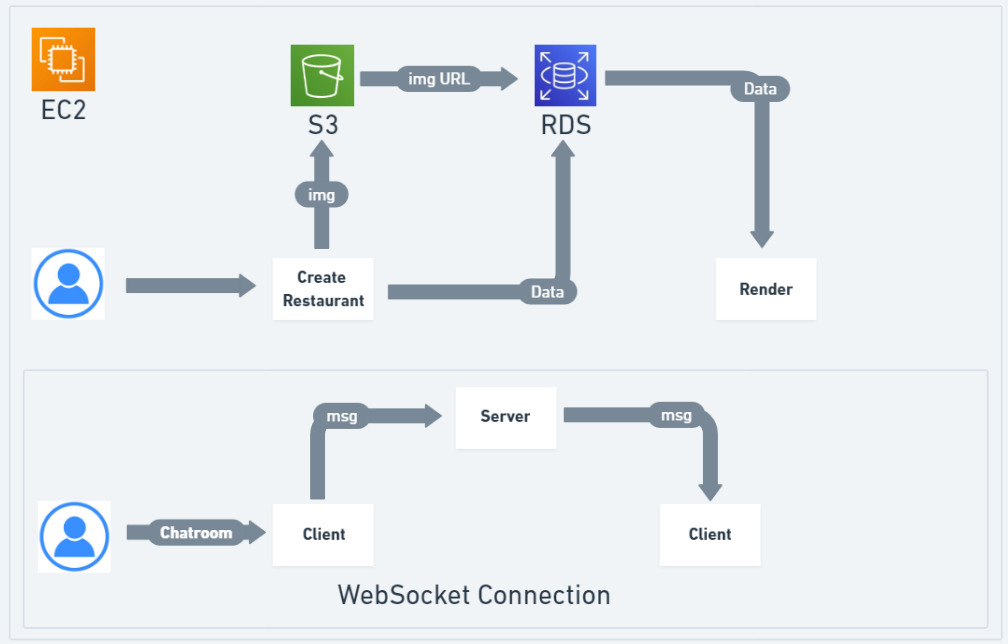 EC2
S3
img URL
RDS
Data
img
Create
Restaurant
Data
Render
msg
Server
msg
Chatroom
Client
Client
WebSocket Connection